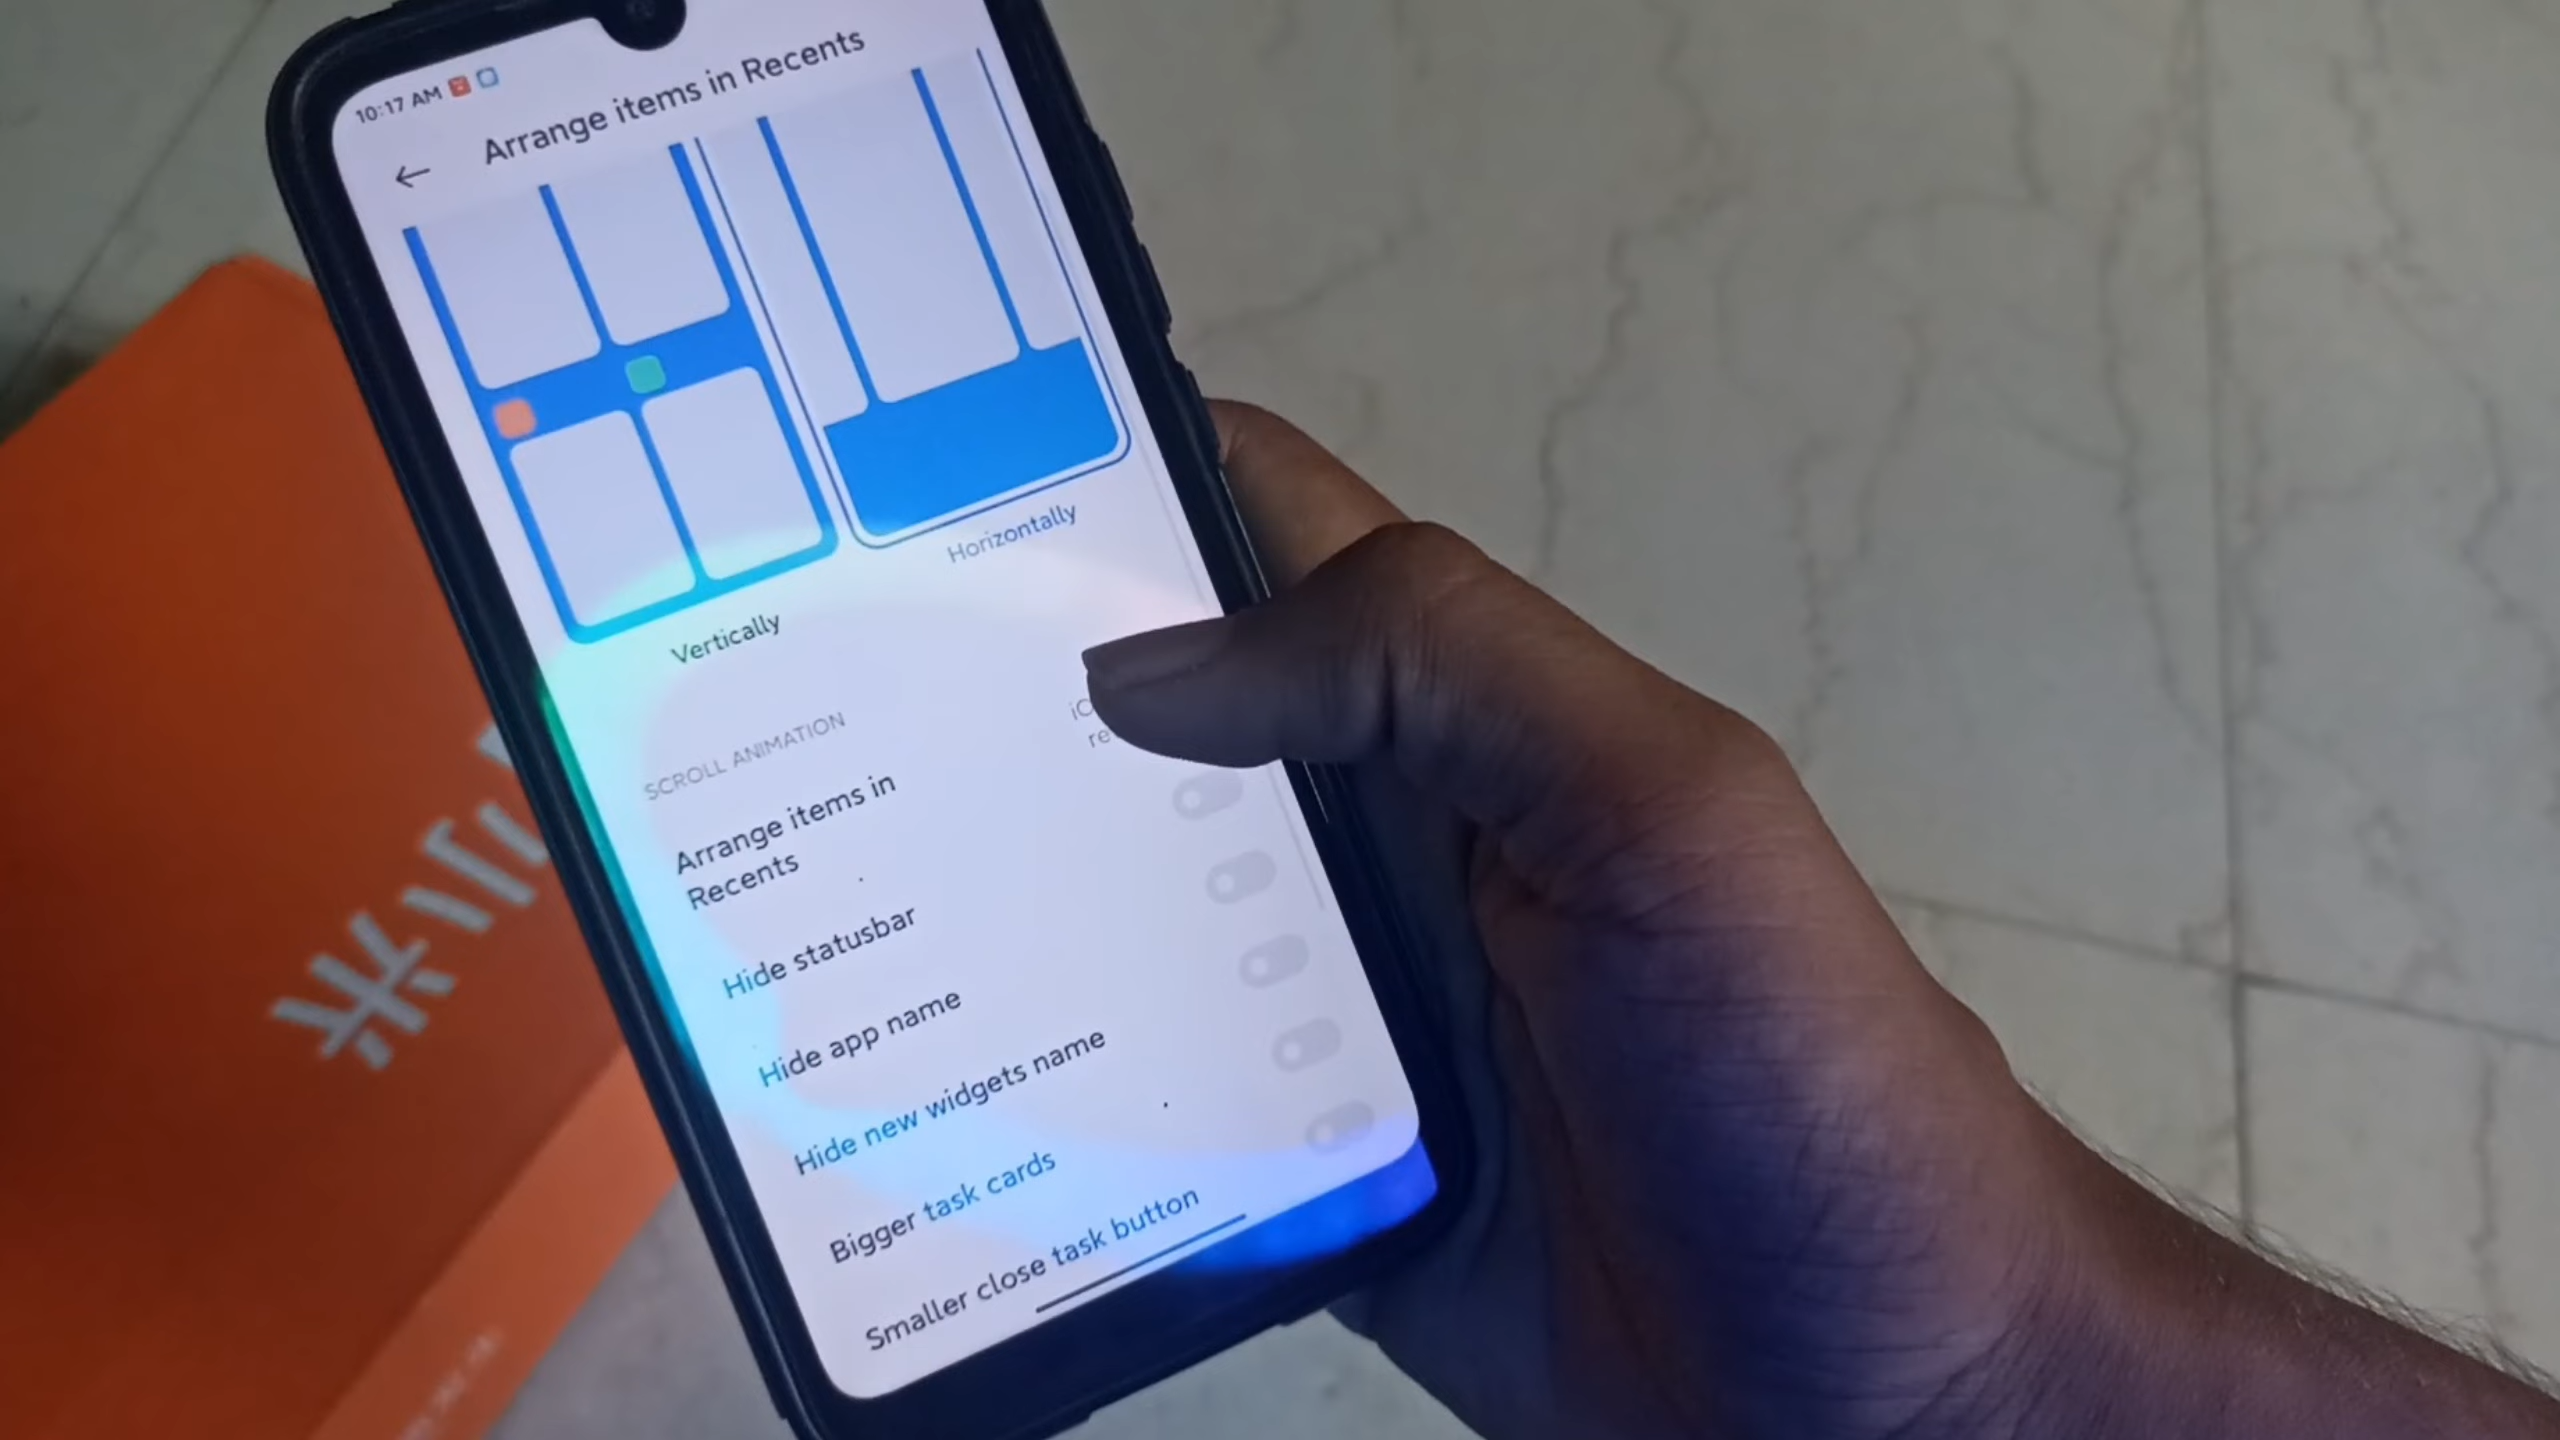 10:17 AM
Arrange items in Recents
Vertically
Horizontally
SCROLL ANIMATION
Arrange items in
Recents
Hide statusbar
Hide app name
Hide new widgets name
Bigger task cards
Smaller close task button